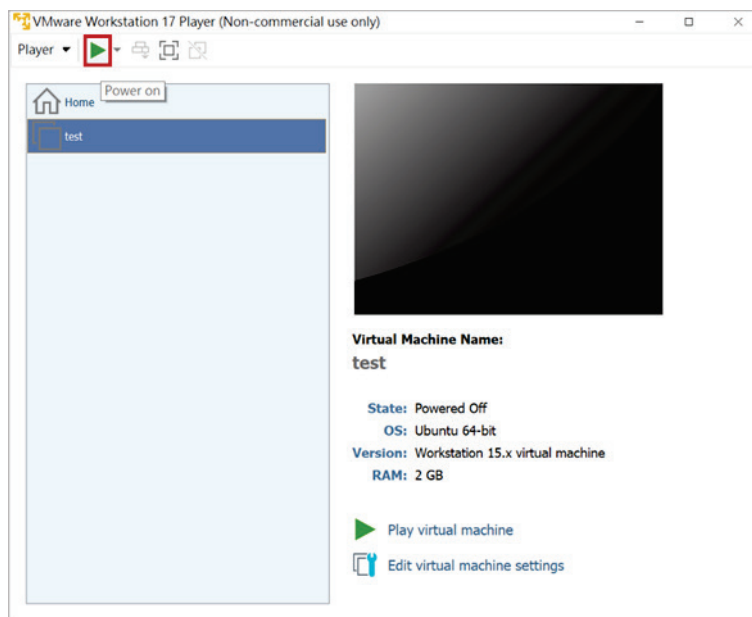 VMware Workstation 17 Player (Non-commercial use only)
Player
Power on
Home
test
Virtual Machine Name:
test
State: Powered Off
OS: Ubuntu 64-bit
Version: Workstation 15.x virtual machine
RAM: 2 GB
Play virtual machine
Edit virtual machine settings